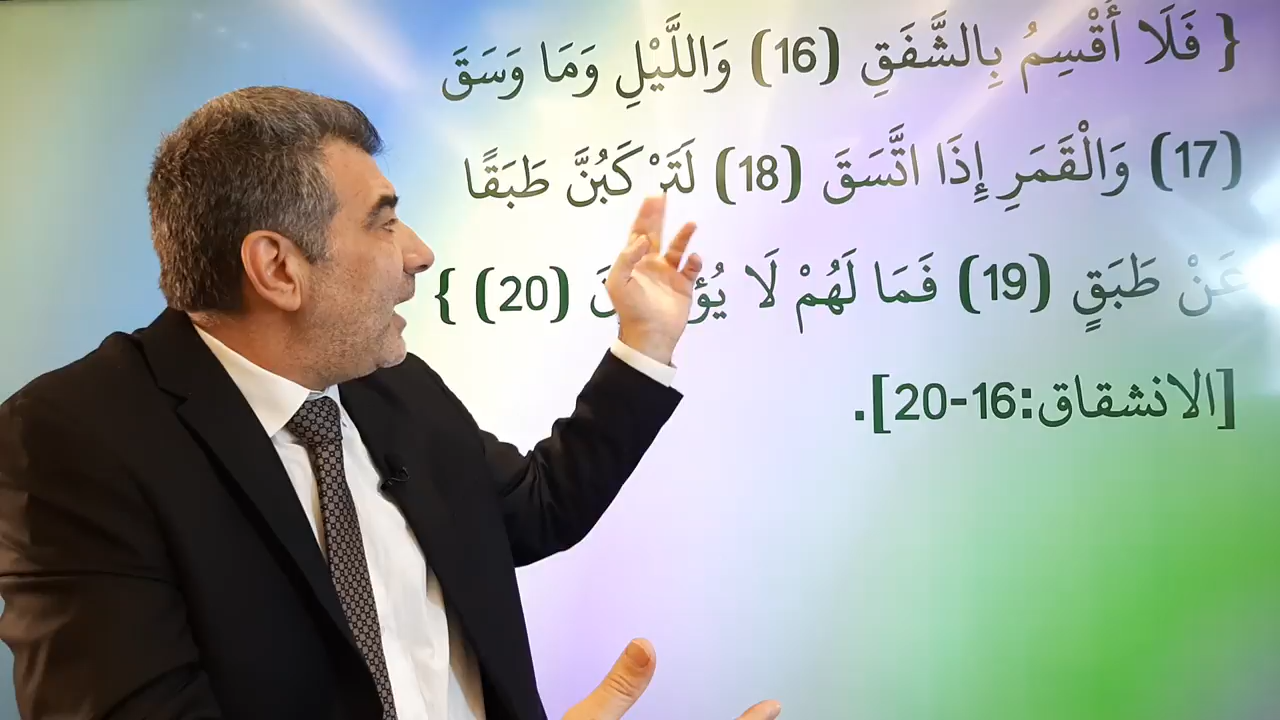 { فَلَا أُقْسِمُ بِالشَّفَقِ (16) وَاللَّيْلِ وَمَا وَسَقَ
(17) وَالْقَمَرِ إِذَا اتَّسَقَ (18) لَتَرْكَبُنَّ طَبَقًا
عَنْ طَبَقٍ (19) فَمَا لَهُمْ لَا (20) }
[الانشقاق:16-20].